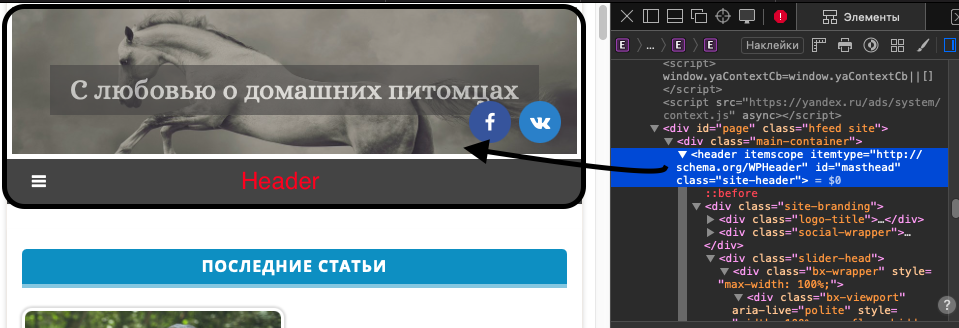 С любовью о домашних питомцах
Header
ПОСЛЕДНИЕ СТАТЬИ
Элементы
E
...
E
E
Наклейки
<script>
window.yaContextCb=window.yaContextCb||[]
</script>
<script src="https://yandex.ru/ads/system/
context.js" async></script>
<div id="page" class="hfeed site">
<div class="main-container">
<header itemscope itemtype="http://
schema.org/WPHeader" id="masthead"
class="site-header"> = $0
::before
<div class="site-branding">
<div class="logo-title">…</div>
<div class="social-wrapper">…
</div>
<div class="slider-head">
<div class="bx-wrapper" style=
"max-width: 100%;">
<div class="bx-viewport"
aria-live="polite" style=
?